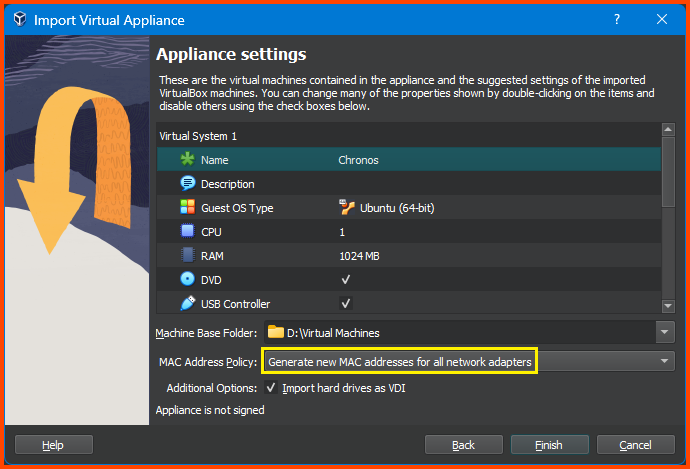 Import Virtual Appliance
Appliance settings
These are the virtual machines contained in the appliance and the suggested settings of the imported
VirtualBox machines. You can change many of the properties shown by double-clicking on the items and
disable others using the check boxes below.
Virtual System 1
Name Chronos
Description
Guest OS Type Ubuntu (64-bit)
CPU 1
RAM 1024 MB
DVD ✓
USB Controller ✓
Machine Base Folder: D:\Virtual Machines
MAC Address Policy: Generate new MAC addresses for all network adapters
Additional Options: ✓ Import hard drives as VDI
Appliance is not signed
Help Back Finish Cancel